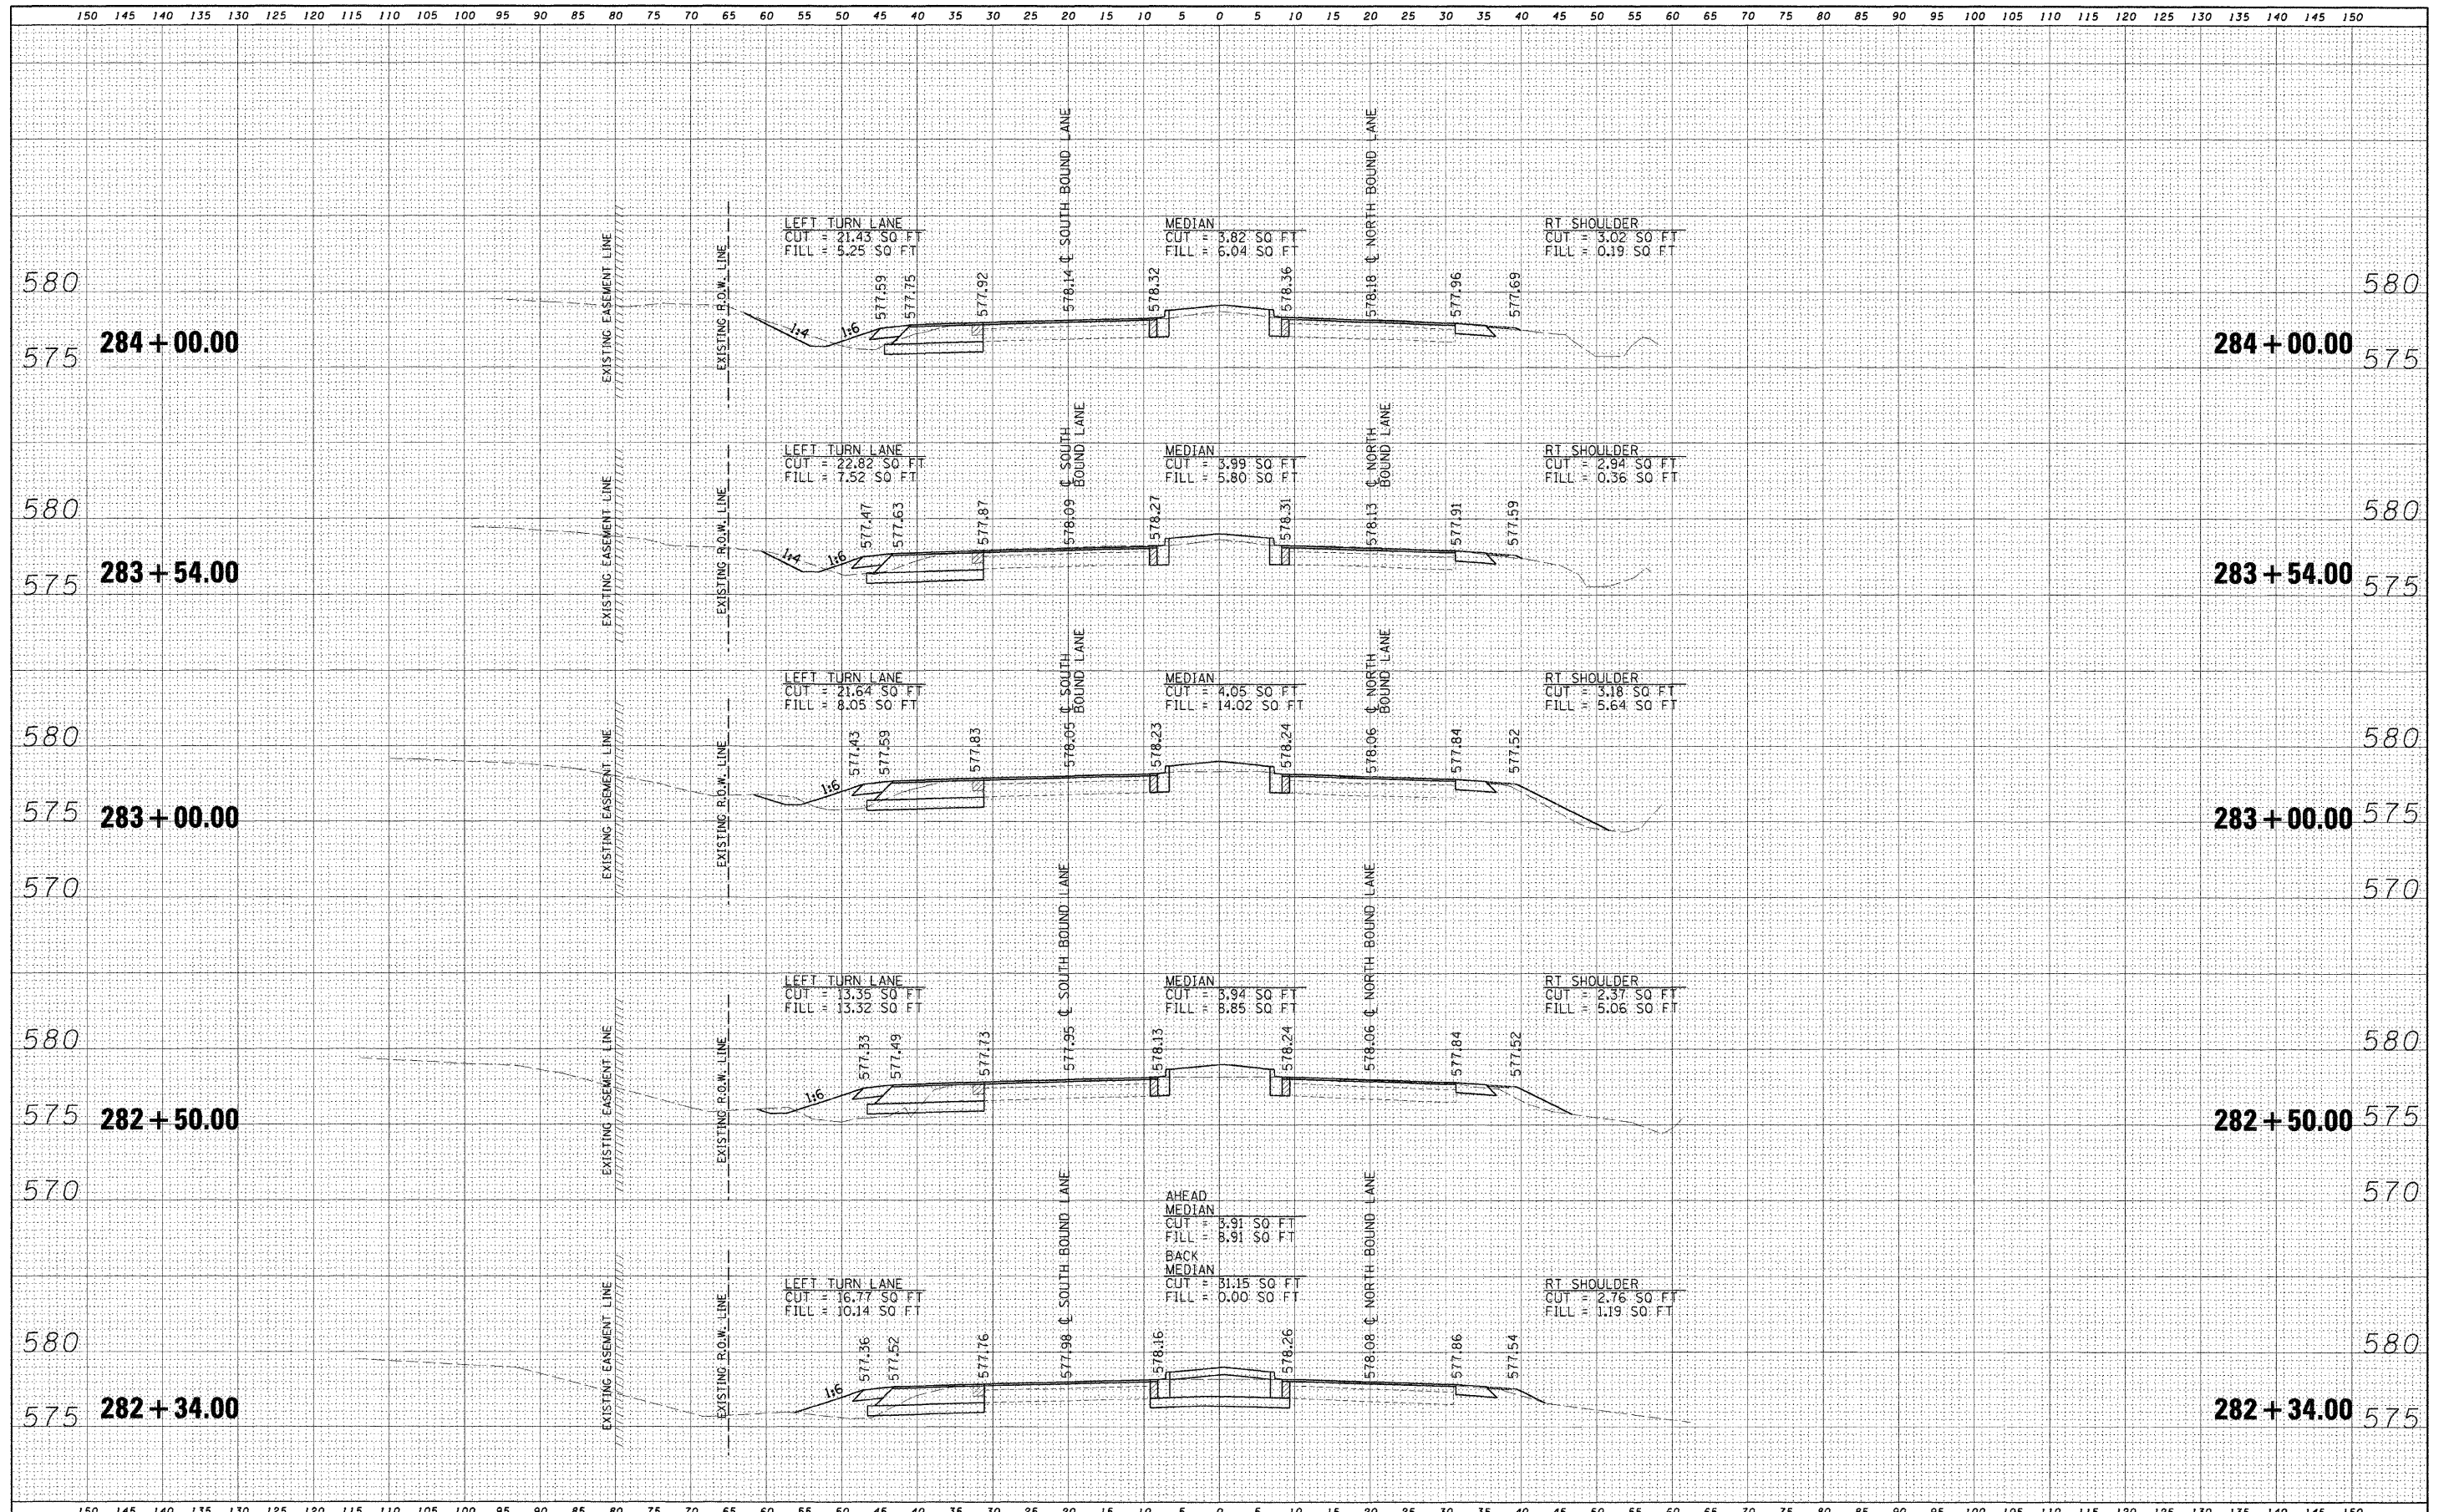 150 145 140 135 130 125 120 115 110 105 100 95 90 85 80 75 70 65 60 55 50 45 40 35 30 25 20 15 10 5 0 5 10 15 20 25 30 35 40 45 50 55 60 65 70 75 80 85 90 95 100 105 110 115 120 125 130 135 140 145 150
LEFT TURN LANE
CUT = 21.43 SQ FT
FILL = 5.25 SQ FT
MEDIAN
CUT = 3.82 SQ FT
FILL = 6.04 SQ FT
RT SHOULDER
CUT = 3.02 SQ FT
FILL = 0.19 SQ FT
EXISTING EASEMENT LINE
EXISTING R.O.W. LINE
577.59
577.75
577.92
578.14 ℄ SOUTH BOUND LANE
578.32
578.36
578.18 ℄ NORTH BOUND LANE
577.96
577.69
580
580
1:4
1:6
284+00.00
284+00.00
575
575
LEFT TURN LANE
CUT = 22.82 SQ FT
FILL = 7.52 SQ FT
MEDIAN
CUT = 3.99 SQ FT
FILL = 5.80 SQ FT
RT SHOULDER
CUT = 2.94 SQ FT
FILL = 0.36 SQ FT
EXISTING EASEMENT LINE
EXISTING R.O.W. LINE
577.47
577.63
577.87
578.09 ℄ SOUTH
BOUND LANE
578.27
578.31
578.13 ℄ NORTH
BOUND LANE
577.91
577.59
580
580
1:4
1:6
283+54.00
283+54.00
575
575
LEFT TURN LANE
CUT = 21.64 SQ FT
FILL = 8.05 SQ FT
MEDIAN
CUT = 4.05 SQ FT
FILL = 14.02 SQ FT
RT SHOULDER
CUT = 3.18 SQ FT
FILL = 5.64 SQ FT
EXISTING EASEMENT LINE
EXISTING R.O.W. LINE
577.43
577.59
577.83
578.05 ℄ SOUTH
BOUND LANE
578.23
578.24
578.06 ℄ NORTH
BOUND LANE
577.84
577.52
580
580
1:6
283+00.00
283+00.00
575
575
570
570
LEFT TURN LANE
CUT = 13.35 SQ FT
FILL = 13.32 SQ FT
MEDIAN
CUT = 3.94 SQ FT
FILL = 8.85 SQ FT
RT SHOULDER
CUT = 2.37 SQ FT
FILL = 5.06 SQ FT
EXISTING EASEMENT LINE
EXISTING R.O.W. LINE
577.33
577.49
577.73
577.95 ℄ SOUTH BOUND LANE
578.13
578.24
578.06 ℄ NORTH BOUND LANE
577.84
577.52
580
580
1:6
282+50.00
282+50.00
575
575
570
570
AHEAD
MEDIAN
CUT = 3.91 SQ FT
FILL = 8.91 SQ FT
BACK
MEDIAN
CUT = 31.15 SQ FT
FILL = 0.00 SQ FT
LEFT TURN LANE
CUT = 16.77 SQ FT
FILL = 10.14 SQ FT
RT SHOULDER
CUT = 2.76 SQ FT
FILL = 1.19 SQ FT
EXISTING EASEMENT LINE
EXISTING R.O.W. LINE
577.36
577.52
577.76
577.98 ℄ SOUTH BOUND LANE
578.16
578.26
578.08 ℄ NORTH BOUND LANE
577.86
577.54
580
580
1:6
282+34.00
282+34.00
575
575
150 145 140 135 130 125 120 115 110 105 100 95 90 85 80 75 70 65 60 55 50 45 40 35 30 25 20 15 10 5 0 5 10 15 20 25 30 35 40 45 50 55 60 65 70 75 80 85 90 95 100 105 110 115 120 125 130 135 140 145 150